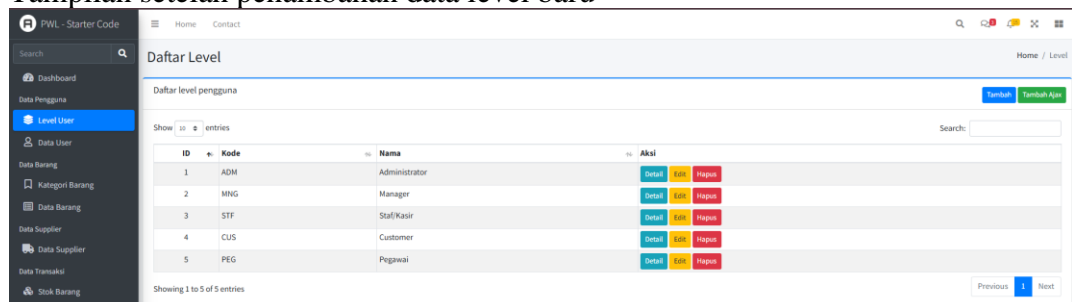 Tampilan setelah penambahan data level baru
PWL - Starter Code
Home Contact
Search
Daftar Level
Home / Level
Dashboard
Data Pengguna
Daftar level pengguna
Tambah Tambah Ajax
Level User
Data User
Show 10 entries
Search:
ID Kode Nama Aksi
1 ADM Administrator Detail Edit Hapus
2 MNG Manager Detail Edit Hapus
3 STF Staf/Kasir Detail Edit Hapus
4 CUS Customer Detail Edit Hapus
5 PEG Pegawai Detail Edit Hapus
Data Barang
Kategori Barang
Data Barang
Data Supplier
Data Supplier
Data Transaksi
Stok Barang
Showing 1 to 5 of 5 entries
Previous 1 Next